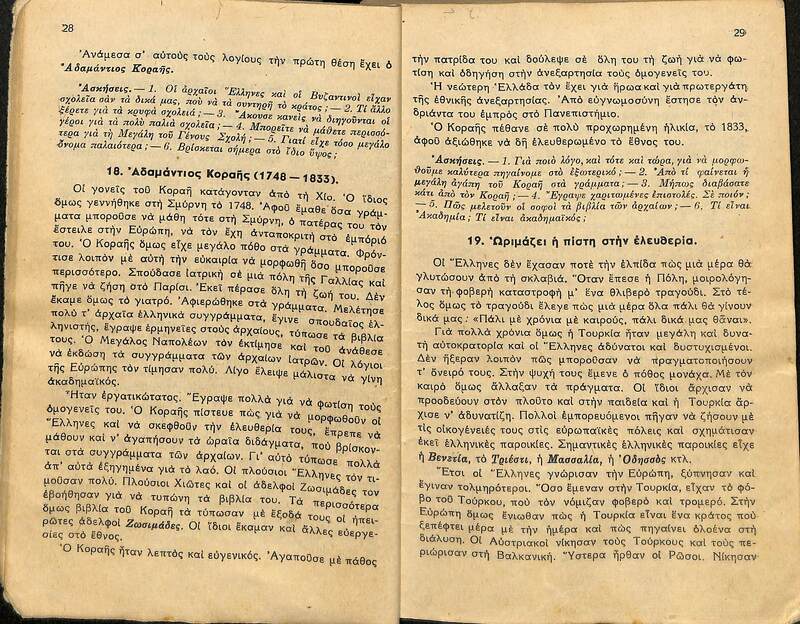 28
Ἀνάμεσα σ' αὐτοὺς τοὺς λογίους τὴν πρώτη θέση ἔχει ὁ
Ἀδαμάντιος Κοραῆς.
Ἀσκήσεις. — 1. Οἱ ἀρχαῖοι Ἕλληνες καὶ οἱ Βυζαντινοὶ εἶχαν
σχολεῖα σὰν τὰ δικά μας, ποὺ νὰ τὰ συντηρῇ τὸ κράτος; — 2. Τί ἄλλο
ξέρετε γιὰ τὰ κρυφὰ σχολειά; — 3. Ἄκουσε κανεὶς νὰ διηγοῦνται οἱ
γέροι γιὰ τὰ πολὺ παλιὰ σχολεῖα; — 4. Μπορεῖτε νὰ μάθετε περισσό-
τερα γιὰ τὴ Μεγάλη τοῦ Γένους Σχολή; — 5. Γιατί εἶχε τόσο μεγάλο
ὄνομα παλαιότερα; — 6. Βρίσκεται σήμερα στὸ ἴδιο ὕψος;
18. Ἀδαμάντιος Κοραῆς (1748 — 1833).
Οἱ γονεῖς τοῦ Κοραῆ κατάγονταν ἀπὸ τὴ Χίο. Ὁ ἴδιος
ὅμως γεννήθηκε στὴ Σμύρνη τὸ 1748. Ἀφοῦ ἔμαθε ὅσα γράμ-
ματα μποροῦσε νὰ μάθη τότε στὴ Σμύρνη, ὁ πατέρας του τὸν
ἔστειλε στὴν Εὐρώπη, νὰ τὸν ἔχη ἀνταποκριτὴ στὸ ἐμπόριό
του. Ὁ Κοραῆς ὅμως εἶχε μεγάλο πόθο στὰ γράμματα. Φρόν-
τισε λοιπὸν μὲ αὐτὴ τὴν εὐκαιρία νὰ μορφωθῇ ὅσο μποροῦσε
περισσότερο. Σπούδασε ἰατρικὴ σὲ μιὰ πόλη τῆς Γαλλίας καὶ
πῆγε νὰ ζήση στὸ Παρίσι. Ἐκεῖ πέρασε ὅλη τὴ ζωή του. Δὲν
ἔκαμε ὅμως τὸ γιατρό. Ἀφιερώθηκε στὰ γράμματα. Μελέτησε
πολὺ τ' ἀρχαῖα ἑλληνικὰ συγγράμματα, ἔγινε σπουδαῖος ἑλ-
ληνιστής, ἔγραψε ἑρμηνεῖες στοὺς ἀρχαίους, τύπωσε τὰ βιβλία
τους. Ὁ Μεγάλος Ναπολέων τὸν ἐκτίμησε καὶ τοῦ ἀνάθεσε
νὰ ἐκδώση τὰ συγγράμματα τῶν ἀρχαίων ἰατρῶν. Οἱ λόγιοι
τῆς Εὐρώπης τὸν τίμησαν πολύ. Λίγο ἔλειψε μάλιστα νὰ γίνη
ἀκαδημαϊκός.
Ἦταν ἐργατικώτατος. Ἔγραψε πολλὰ γιὰ νὰ φωτίση τοὺς
ὁμογενεῖς του. Ὁ Κοραῆς πίστευε πὼς γιὰ νὰ μορφωθοῦν οἱ
Ἕλληνες καὶ νὰ σκεφθοῦν τὴν ἐλευθερία τους, ἔπρεπε νὰ
μάθουν καὶ ν' ἀγαπήσουν τὰ ὡραῖα διδάγματα, ποὺ βρίσκον-
ται στὰ συγγράμματα τῶν ἀρχαίων. Γι' αὐτὸ τύπωσε πολλὰ
ἀπ' αὐτὰ ἐξηγημένα γιὰ τὸ λαό. Οἱ πλούσιοι Ἕλληνες τὸν τι-
μοῦσαν πολύ. Πλούσιοι Χιῶτες καὶ οἱ ἀδελφοὶ Ζωσιμάδες τὸν
ἐβοήθησαν γιὰ νὰ τυπώνη τὰ βιβλία του. Τὰ περισσότερα
ὅμως βιβλία τοῦ Κοραῆ τὰ τύπωσαν μὲ ἔξοδά τους οἱ ἠπει-
ρῶτες ἀδελφοὶ Ζωσιμάδες. Οἱ ἴδιοι ἔκαμαν καὶ ἄλλες εὐεργε-
σίες στὸ ἔθνος.
Ὁ Κοραῆς ἦταν λεπτὸς καὶ εὐγενικός. Ἀγαποῦσε μὲ πάθος
29
τὴν πατρίδα του καὶ δούλεψε σὲ ὅλη του τὴ ζωὴ γιὰ νὰ φω-
τίση καὶ ὁδηγήση στὴν ἀνεξαρτησία τοὺς ὁμογενεῖς του.
Ἡ νεώτερη Ἑλλάδα τὸν ἔχει γιὰ ἥρωα καὶ γιὰ πρωτεργάτη
τῆς ἐθνικῆς ἀνεξαρτησίας. Ἀπὸ εὐγνωμοσύνη ἔστησε τὸν ἀν-
δριάντα του ἐμπρὸς στὸ Πανεπιστήμιο.
Ὁ Κοραῆς πέθανε σὲ πολὺ προχωρημένη ἡλικία, τὸ 1833,
ἀφοῦ ἀξιώθηκε νὰ δῆ ἐλευθερωμένο τὸ ἔθνος του.
Ἀσκήσεις. — 1. Γιὰ ποιὸ λόγο, καὶ τότε καὶ τώρα, γιὰ νὰ μορφω-
θοῦμε καλύτερα πηγαίνομε στὸ ἐξωτερικό; — 2. Ἀπὸ τί φαίνεται ἡ
μεγάλη ἀγάπη τοῦ Κοραῆ στὰ γράμματα; — 3. Μήπως διαβάσατε
κάτι ἀπὸ τὸν Κοραῆ; — 4. Ἔγραψε χαριτωμένες ἐπιστολές. Σὲ ποιόν;
— 5. Πῶς μελετοῦν οἱ σοφοὶ τὰ βιβλία τῶν ἀρχαίων; — 6. Τί εἶναι
Ἀκαδημία; Τί εἶναι ἀκαδημαϊκός;
19. Ὡριμάζει ἡ πίστη στὴν ἐλευθερία.
Οἱ Ἕλληνες δὲν ἔχασαν ποτὲ τὴν ἐλπίδα πὼς μιὰ μέρα θὰ
γλυτώσουν ἀπὸ τὴ σκλαβιά. Ὅταν ἔπεσε ἡ Πόλη, μοιρολόγη-
σαν τὴ φοβερὴ καταστροφὴ μ' ἕνα θλιβερὸ τραγούδι. Στὸ τέ-
λος ὅμως τὸ τραγούδι ἔλεγε πὼς μιὰ μέρα ὅλα πάλι θὰ γίνουν
δικά μας : «Πάλι μὲ χρόνια μὲ καιρούς, πάλι δικά μας θἄναι».
Γιὰ πολλὰ χρόνια ὅμως ἡ Τουρκία ἦταν μεγάλη καὶ δυνα-
τὴ αὐτοκρατορία καὶ οἱ Ἕλληνες ἀδύνατοι καὶ δυστυχισμένοι.
Δὲν ἤξεραν λοιπὸν πῶς μποροῦσαν νὰ πραγματοποιήσουν
τ' ὄνειρό τους. Στὴν ψυχή τους ἔμενε ὁ πόθος μονάχα. Μὲ τὸν
καιρὸ ὅμως ἄλλαξαν τὰ πράγματα. Οἱ ἴδιοι ἄρχισαν νὰ
προοδεύουν στὸν πλοῦτο καὶ στὴν παιδεία καὶ ἡ Τουρκία ἄρ-
χισε ν' ἀδυνατίζη. Πολλοὶ ἐμπορευόμενοι πῆγαν νὰ ζήσουν μὲ
τὶς οἰκογένειές τους στὶς εὐρωπαϊκὲς πόλεις καὶ σχημάτισαν
ἐκεῖ ἑλληνικὲς παροικίες. Σημαντικὲς ἑλληνικὲς παροικίες εἶχε
ἡ Βενετία, τὸ Τριέστι, ἡ Μασσαλία, ἡ Ὀδησσὸς κτλ.
Ἔτσι οἱ Ἕλληνες γνώρισαν τὴν Εὐρώπη, ξύπνησαν καὶ
ἔγιναν τολμηρότεροι. Ὅσο ἔμεναν στὴν Τουρκία, εἶχαν τὸ φό-
βο τοῦ Τούρκου, ποὺ τὸν νόμιζαν φοβερὸ καὶ τρομερό. Στὴν
Εὐρώπη ὅμως ἔνιωθαν πὼς ἡ Τουρκία εἶναι ἕνα κράτος ποὺ
ξεπέφτει μέρα μὲ τὴν ἡμέρα καὶ πὼς πηγαίνει ὁλοένα στὴ
διάλυση. Οἱ Αὐστριακοὶ νίκησαν τοὺς Τούρκους καὶ τοὺς πε-
ριώρισαν στὴ Βαλκανική. Ὕστερα ἦρθαν οἱ Ρῶσοι. Νίκησαν